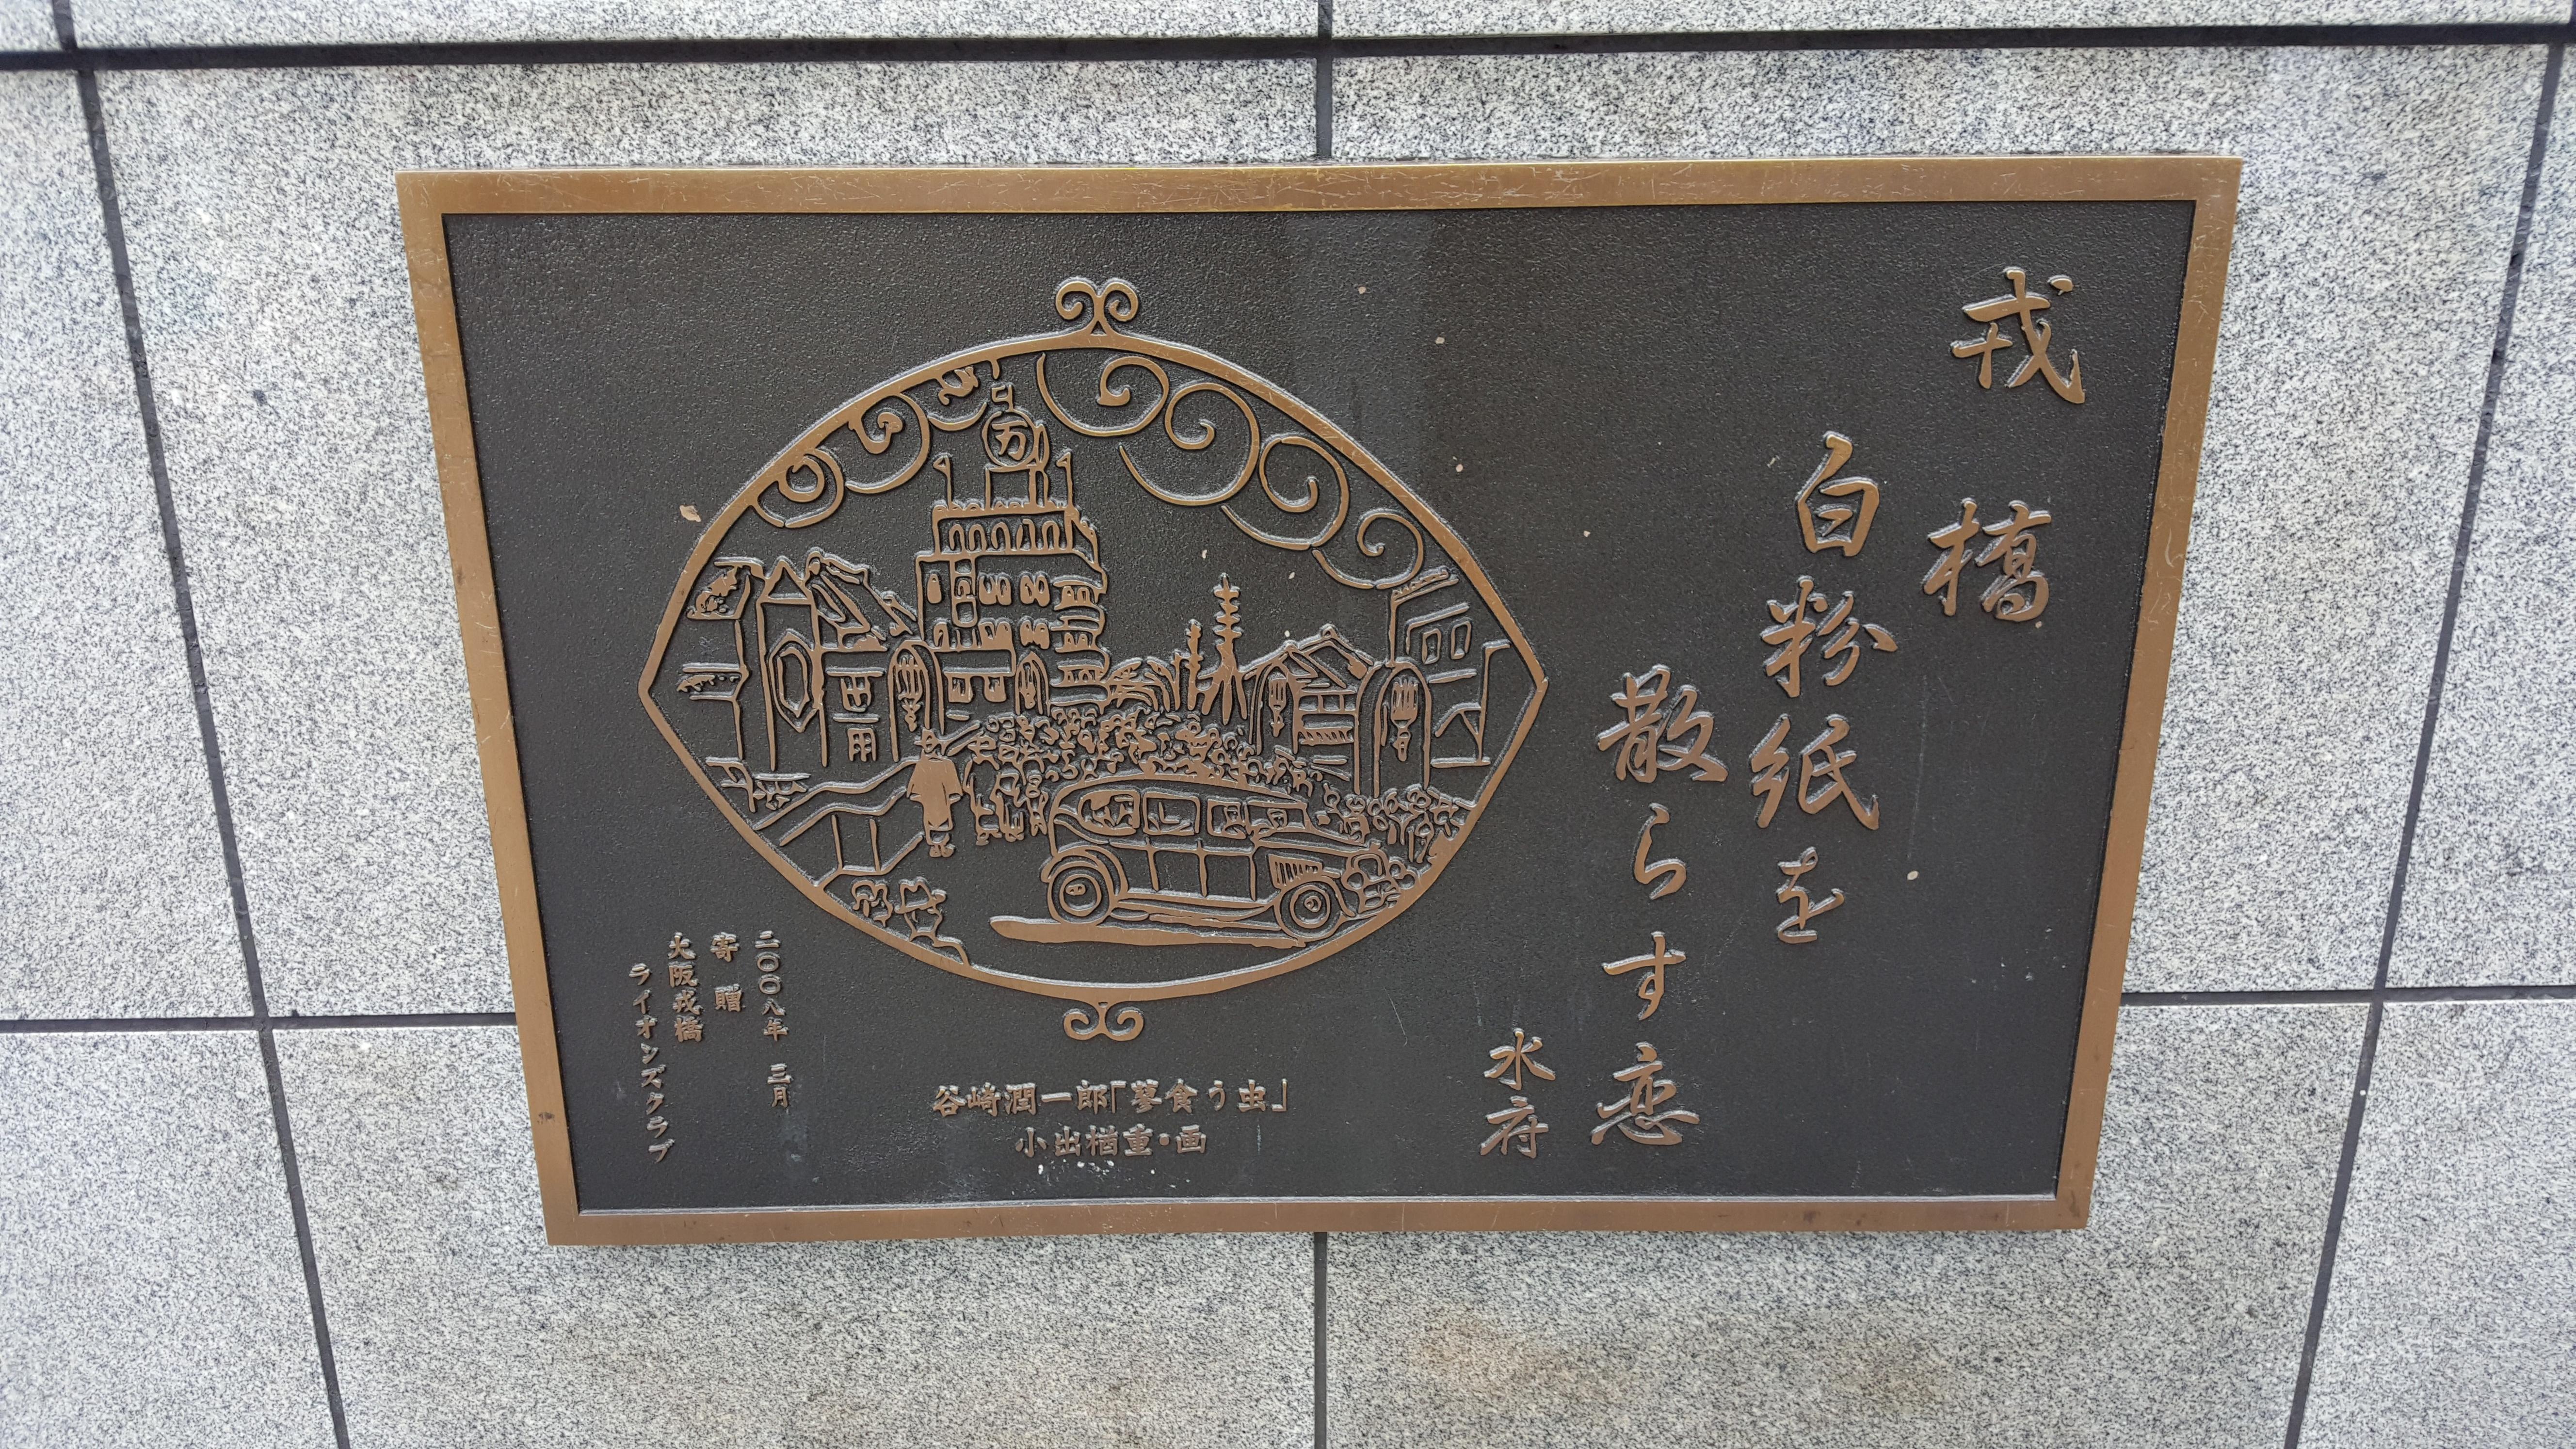 戎橋
白粉紙を
散らす恋
水府
万
谷崎潤一郎「蓼食う虫」
小出楢重・画
二〇〇八年 三月
寄贈
大阪戎橋
ライオンズクラブ